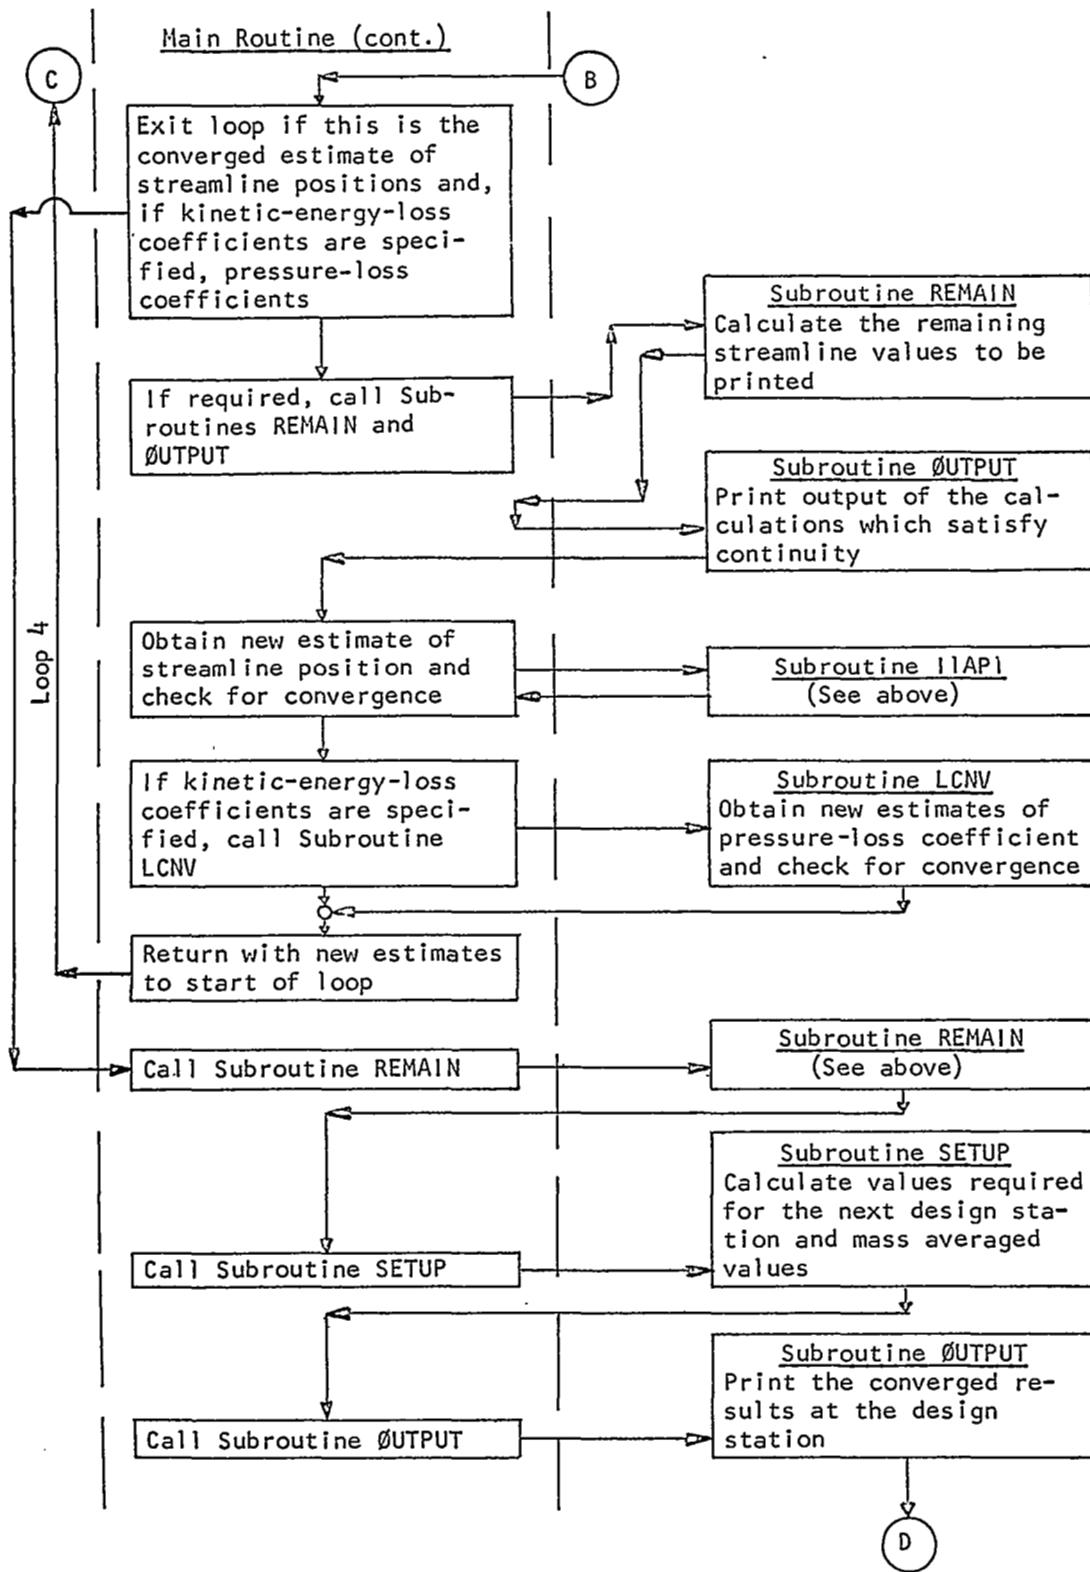 Main Routine (cont.)
C
B
Exit loop if this is the
converged estimate of
streamline positions and,
if kinetic-energy-loss
coefficients are speci-
fied, pressure-loss
coefficients
Subroutine REMAIN
Calculate the remaining
streamline values to be
printed
If required, call Sub-
routines REMAIN and
ØUTPUT
Subroutine ØUTPUT
Print output of the cal-
culations which satisfy
continuity
Loop 4
Obtain new estimate of
streamline position and
check for convergence
Subroutine I1AP1
(See above)
If kinetic-energy-loss
coefficients are speci-
fied, call Subroutine
LCNV
Subroutine LCNV
Obtain new estimates of
pressure-loss coefficient
and check for convergence
Return with new estimates
to start of loop
Call Subroutine REMAIN
Subroutine REMAIN
(See above)
Subroutine SETUP
Calculate values required
for the next design sta-
tion and mass averaged
values
Call Subroutine SETUP
Subroutine ØUTPUT
Print the converged re-
sults at the design
station
Call Subroutine ØUTPUT
D